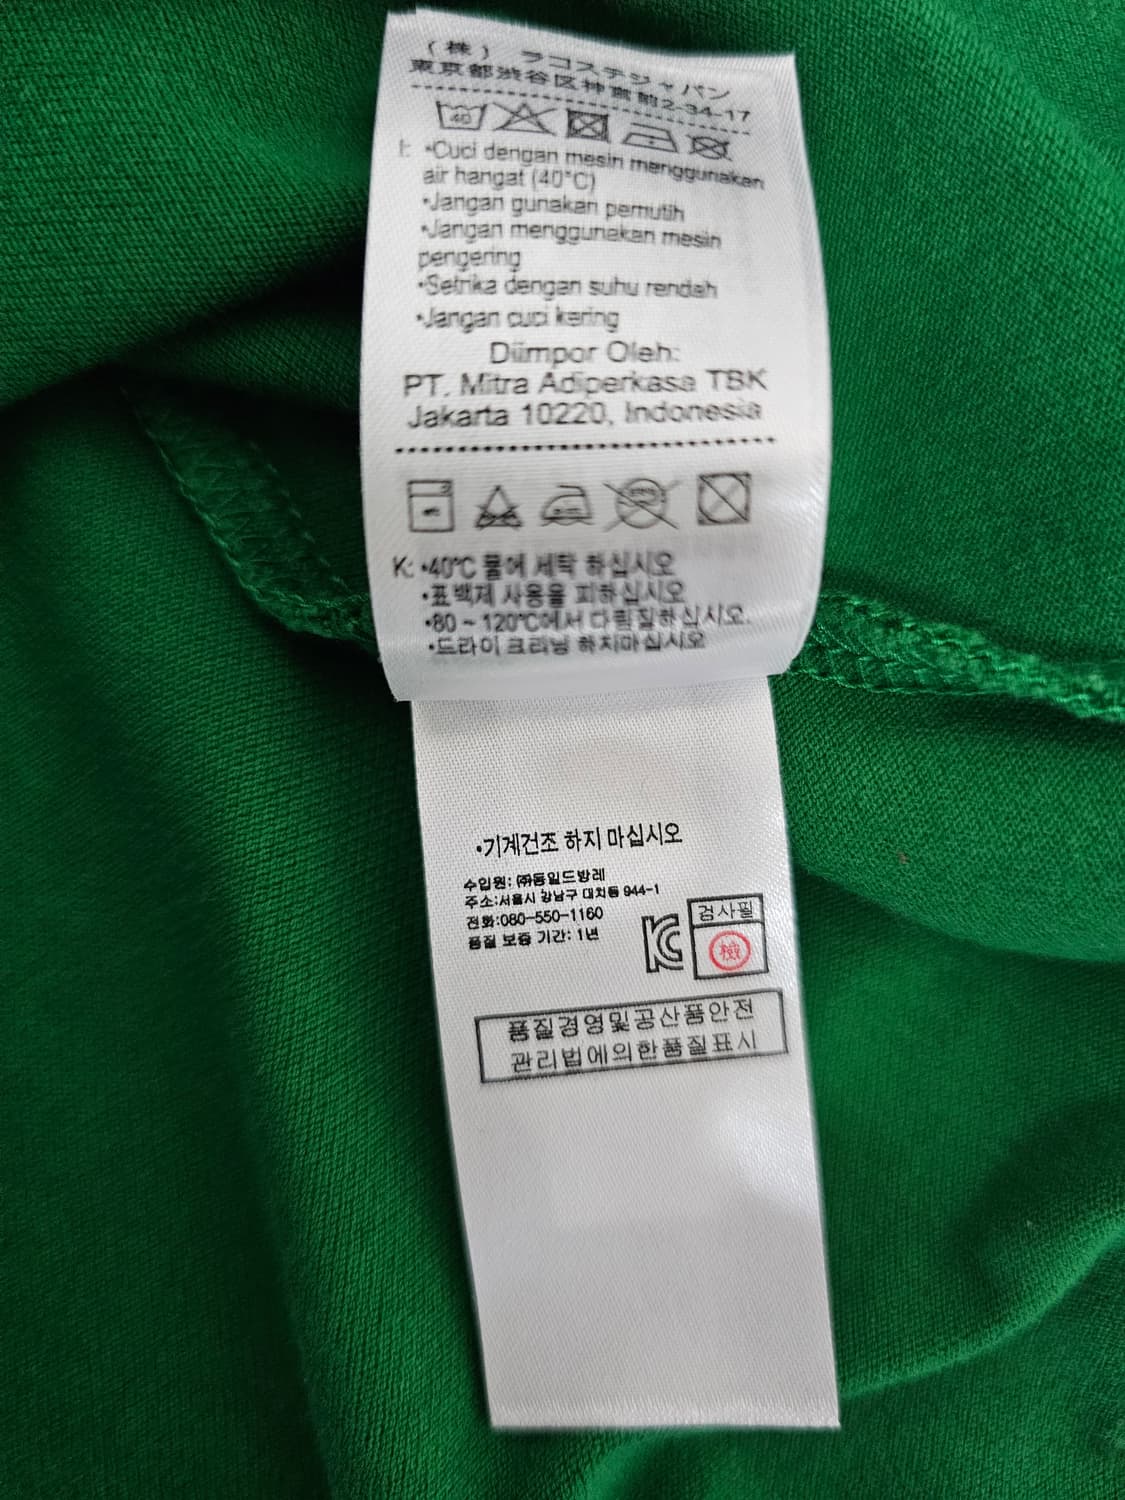 (株) ラコステジャパン
東京都渋谷区神宮前2-34-17
40
I: •Cuci dengan mesin menggunakan
air hangat (40°C)
•Jangan gunakan pemutih
•Jangan menggunakan mesin
pengering
•Setrika dengan suhu rendah
•Jangan cuci kering
Diimpor Oleh:
PT. Mitra Adiperkasa TBK
Jakarta 10220, Indonesia
K: •40℃ 물에 세탁 하십시오
•표백제 사용을 피하십시오
•80 ~ 120℃에서 다림질하십시오.
•드라이 크리닝 하지마십시오
•기계건조 하지 마십시오
수입원: ㈜동일드방레
주소:서울시 강남구 대치동 944-1
전화:080-550-1160
품질 보증 기간: 1년
검사필
檢
품질경영및공산품안전
관리법에의한품질표시